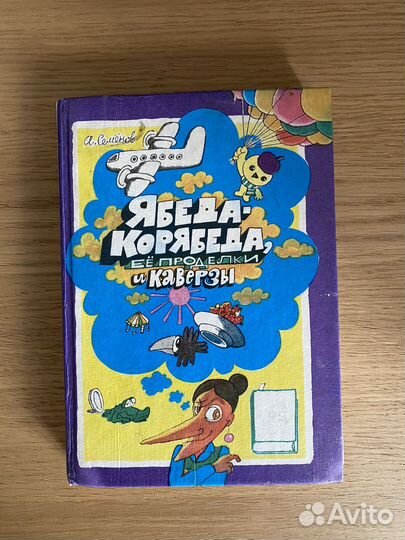 А. Семёнов
ЯБЕДА-
КОРЯБЕДА,
ЕЁ ПРОДЕЛКИ
И КАВЕРЗЫ
Avito